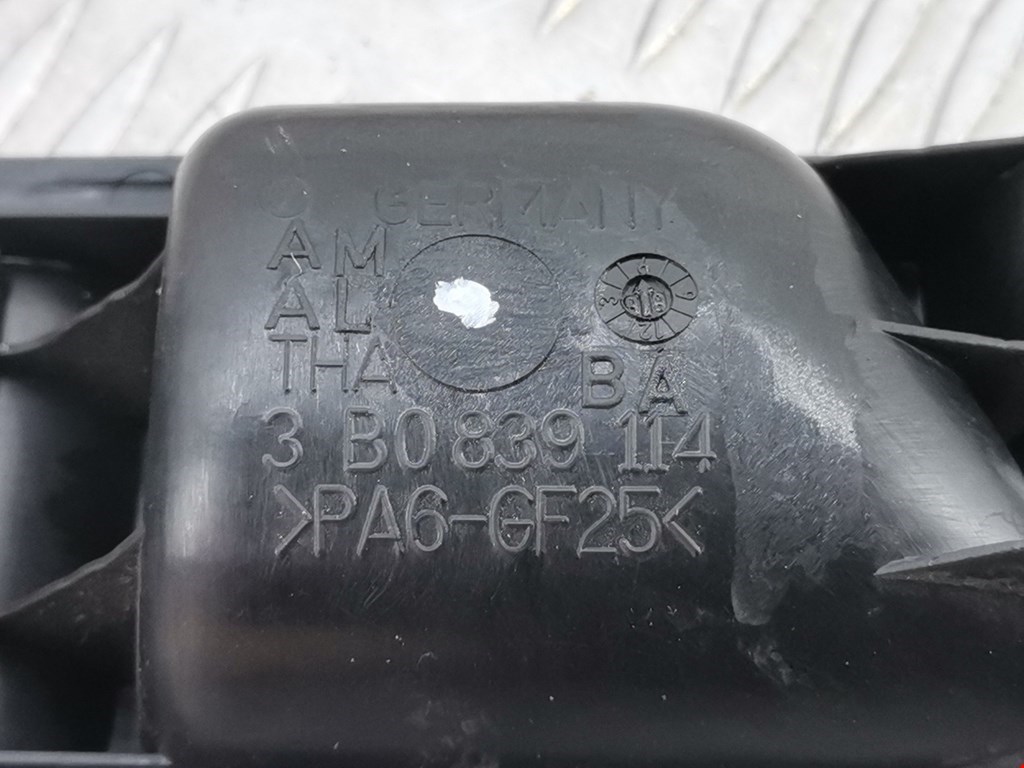 GERMANY
AM
AL
THA
BA
3 B0 839 114
>PA6-GF25<